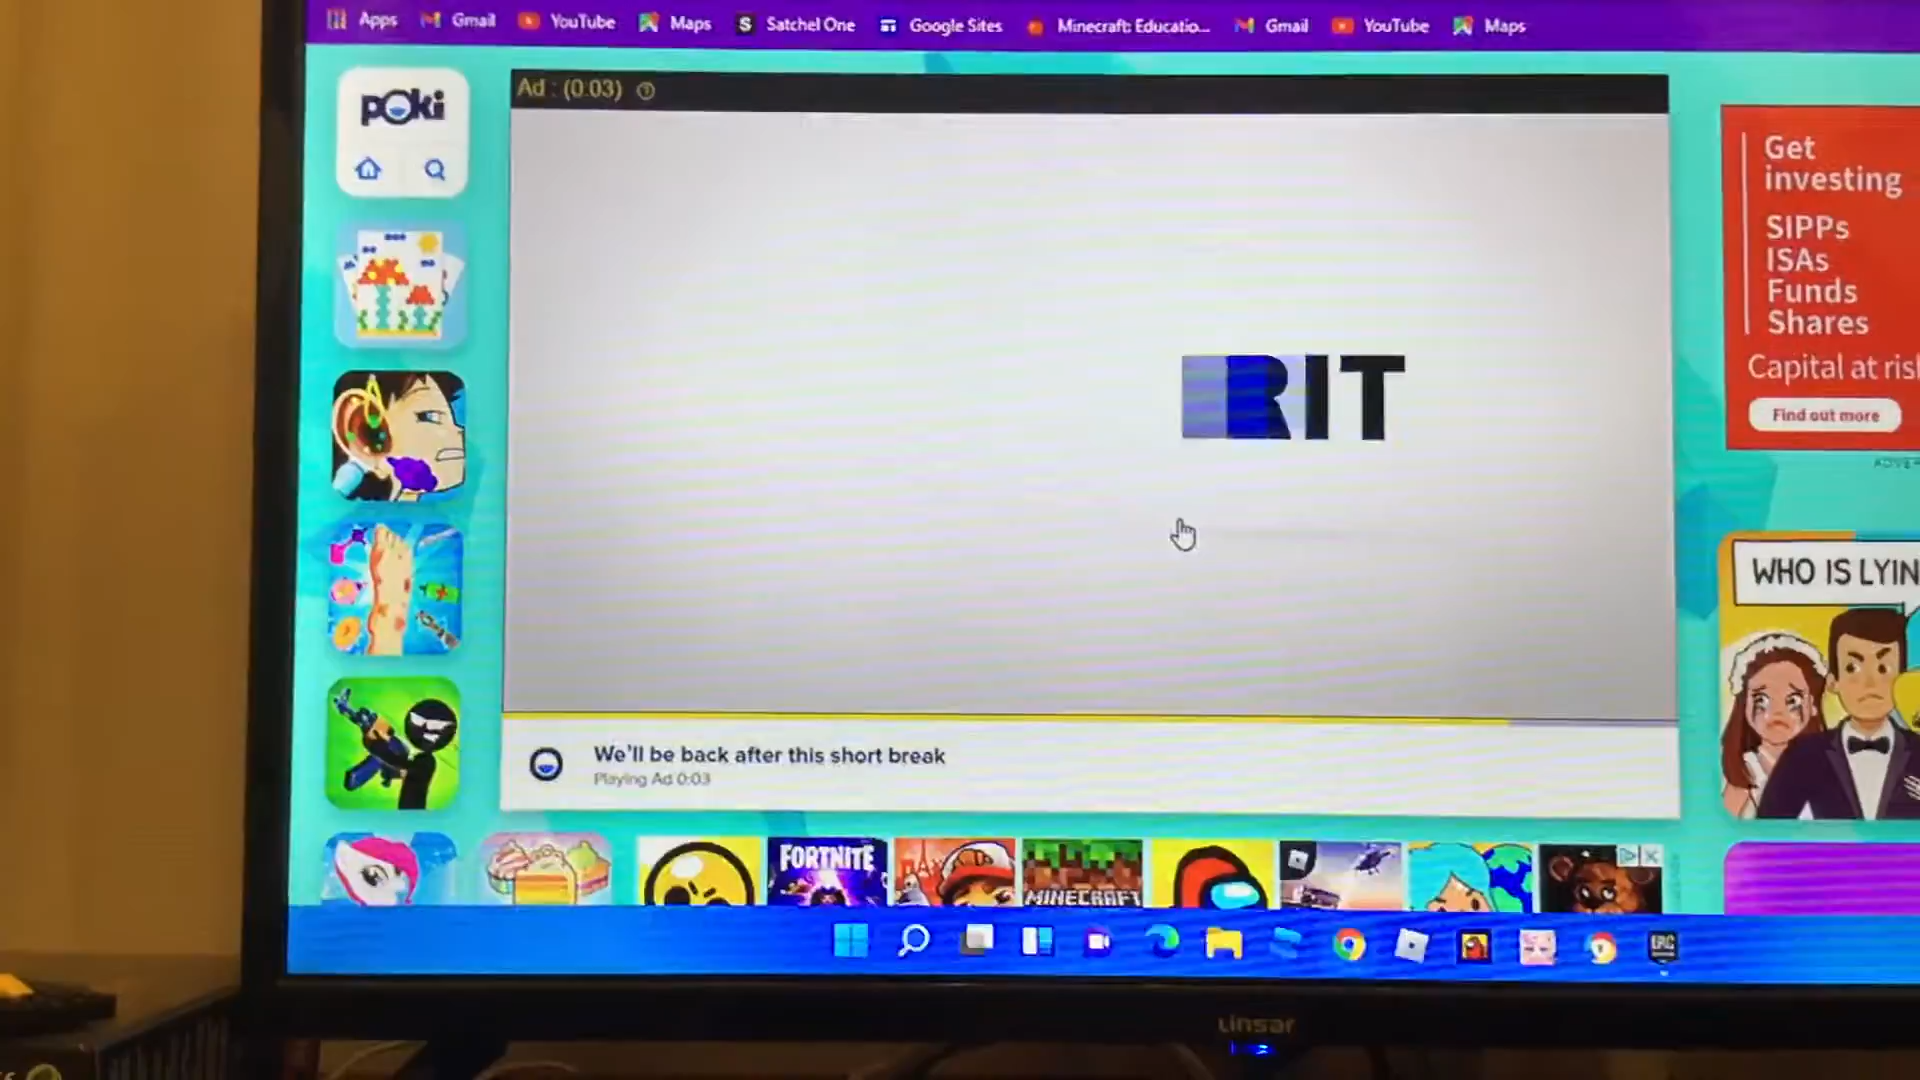 Apps Gmail YouTube Maps Satchel One Google Sites Minecraft: Educatio... Gmail YouTube Maps
poki
Ad : (0:03)
RIT
We'll be back after this short break
Playing Ad 0:03
Get
investing
SIPPs
ISAs
Funds
Shares
Capital at risk
Find out more
WHO IS LYIN
FORTNITE
MINECRAFT
EPIC
Linsar